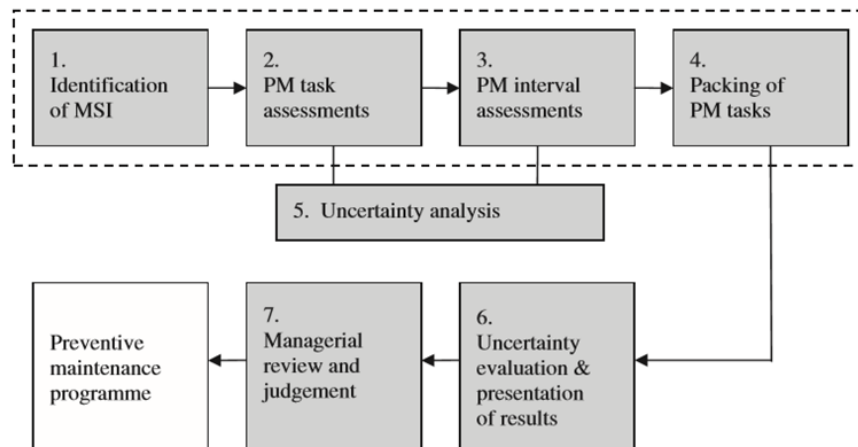 1.
Identification
of MSI
2.
PM task
assessments
3.
PM interval
assessments
4.
Packing of
PM tasks
5. Uncertainty analysis
Preventive
maintenance
programme
7.
Managerial
review and
judgement
6.
Uncertainty
evaluation &
presentation
of results